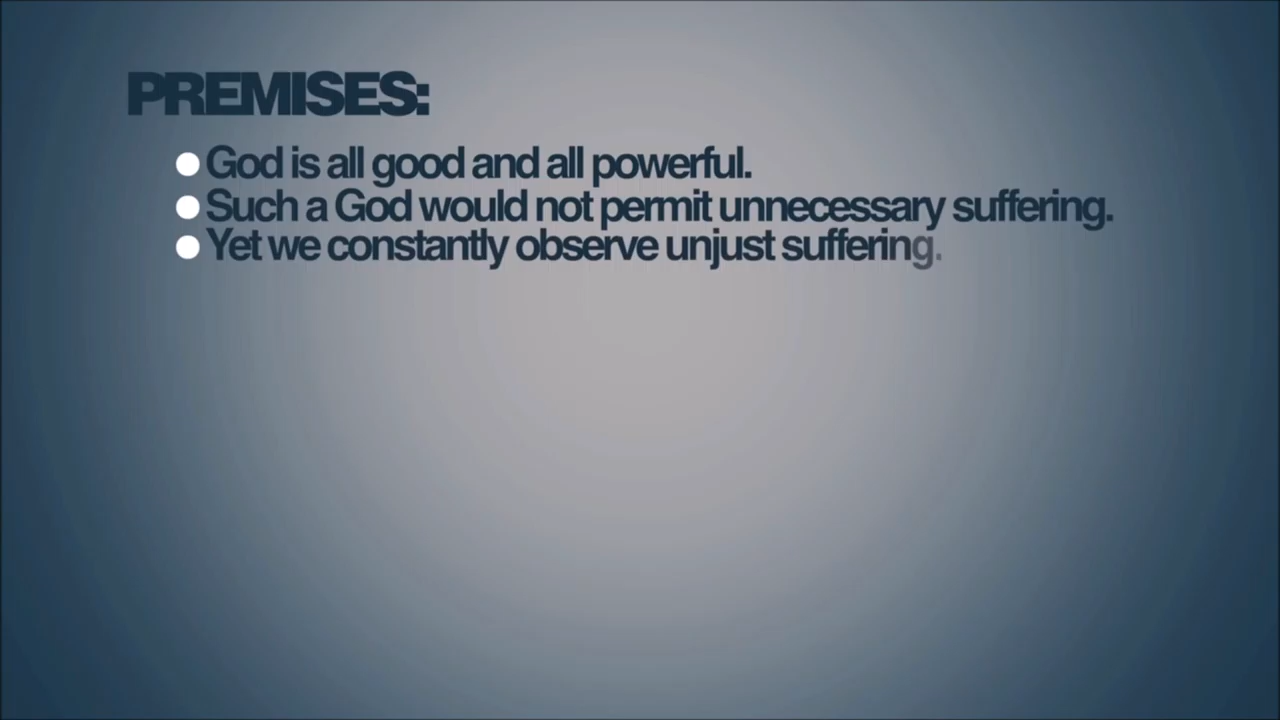 PREMISES:
God is all good and all powerful.
Such a God would not permit unnecessary suffering.
Yet we constantly observe unjust suffering.